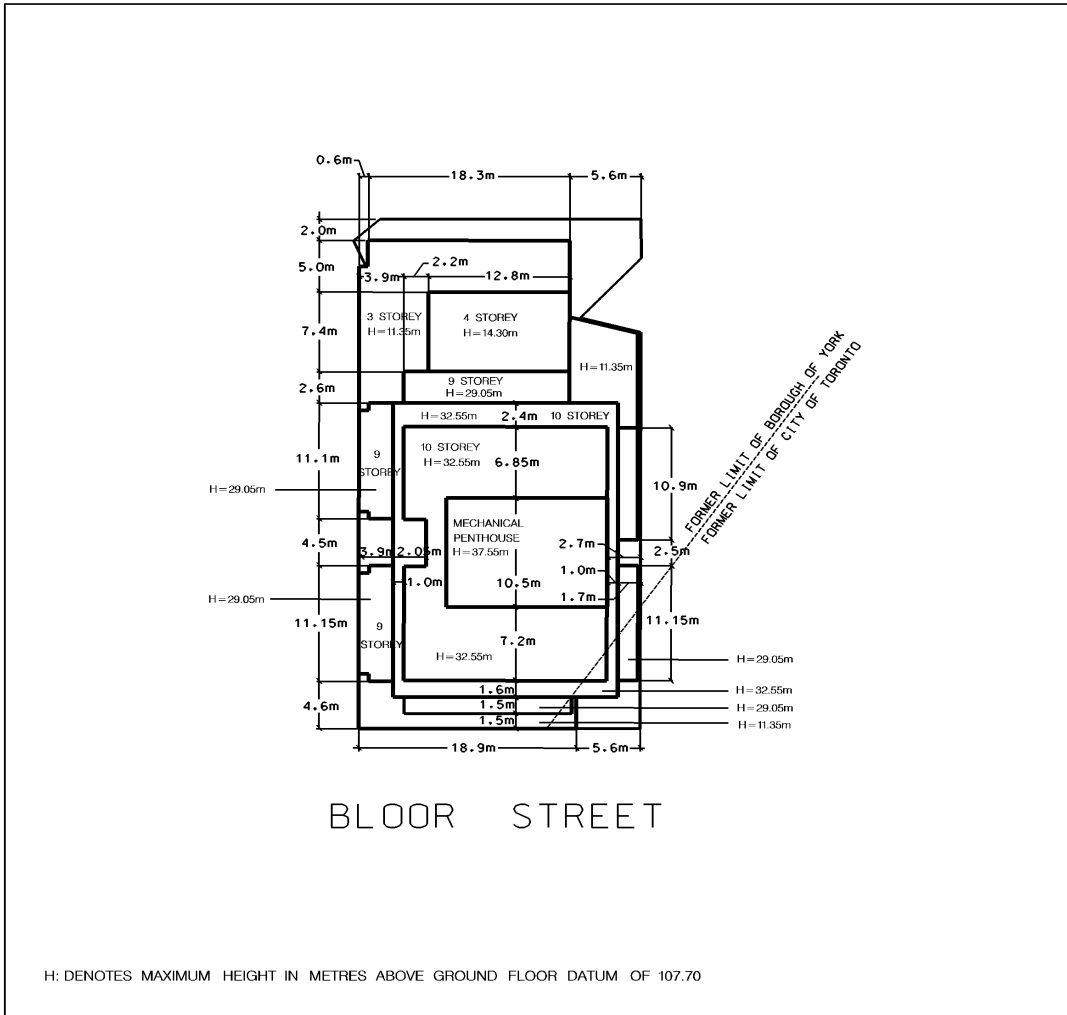 0.6m
18.3m
5.6m
2.0m
5.0m
2.2m
3.9m
12.8m
3 STOREY
H=11.35m
4 STOREY
H=14.30m
7.4m
H=11.35m
9 STOREY
H=29.05m
2.6m
H=32.55m
2.4m
10 STOREY
10 STOREY
H=32.55m
6.85m
9
STOREY
11.1m
H=29.05m
10.9m
FORMER LIMIT OF BOROUGH OF YORK
FORMER LIMIT OF CITY OF TORONTO
MECHANICAL
PENTHOUSE
H=37.55m
4.5m
3.9m
2.05m
2.7m
2.5m
1.0m
10.5m
1.0m
1.7m
H=29.05m
11.15m
9
STOREY
7.2m
H=32.55m
11.15m
H=29.05m
1.6m
H=32.55m
4.6m
1.5m
H=29.05m
1.5m
H=11.35m
18.9m
5.6m
BLOOR STREET
H: DENOTES MAXIMUM HEIGHT IN METRES ABOVE GROUND FLOOR DATUM OF 107.70